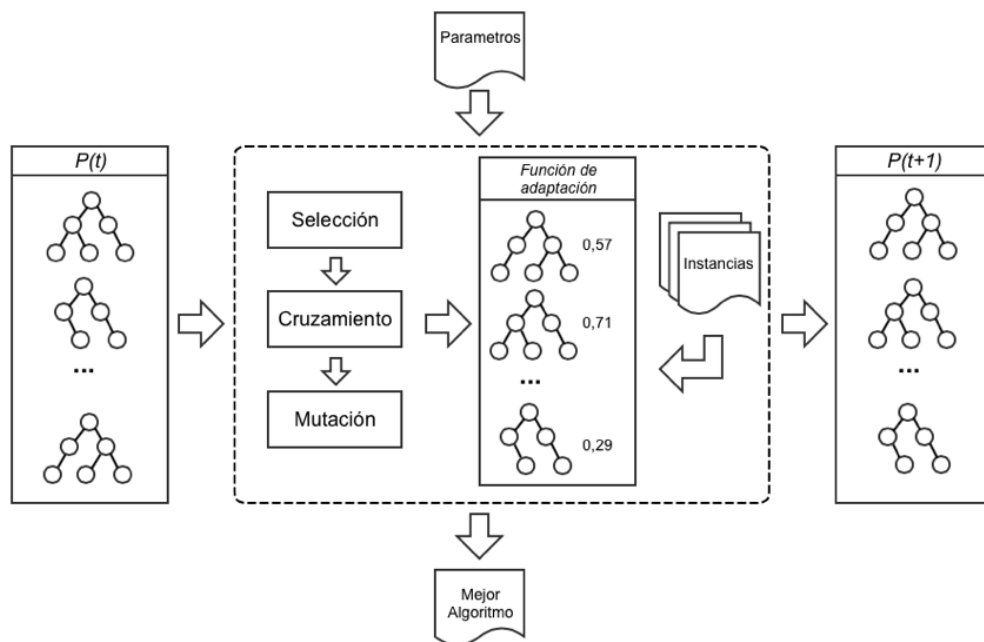 Parametros
P(t)
...
Selección
Cruzamiento
Mutación
Función de
adaptación
0,57
0,71
...
0,29
Instancias
P(t+1)
...
Mejor
Algoritmo